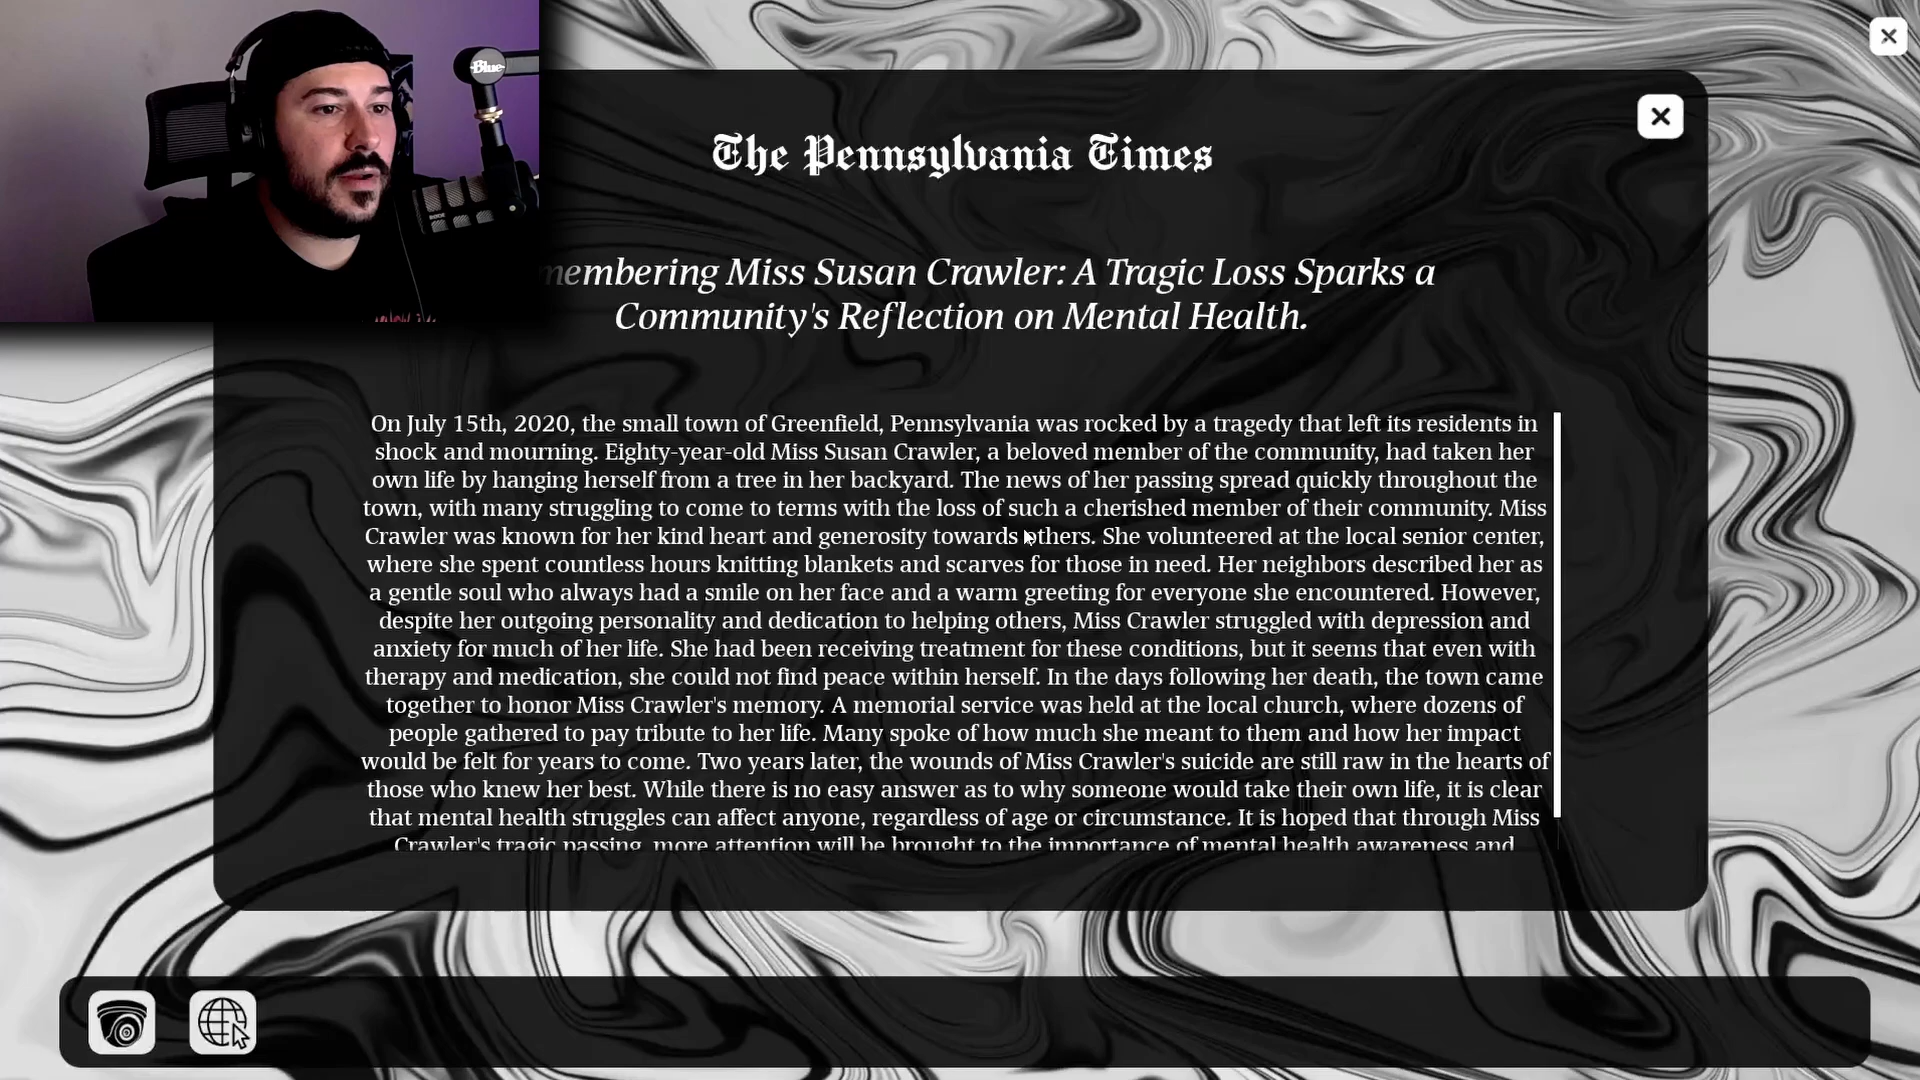 Blue
The Pennsylvania Times
membering Miss Susan Crawler: A Tragic Loss Sparks a
Community's Reflection on Mental Health.
On July 15th, 2020, the small town of Greenfield, Pennsylvania was rocked by a tragedy that left its residents in
shock and mourning. Eighty-year-old Miss Susan Crawler, a beloved member of the community, had taken her
own life by hanging herself from a tree in her backyard. The news of her passing spread quickly throughout the
town, with many struggling to come to terms with the loss of such a cherished member of their community. Miss
Crawler was known for her kind heart and generosity towards others. She volunteered at the local senior center,
where she spent countless hours knitting blankets and scarves for those in need. Her neighbors described her as
a gentle soul who always had a smile on her face and a warm greeting for everyone she encountered. However,
despite her outgoing personality and dedication to helping others, Miss Crawler struggled with depression and
anxiety for much of her life. She had been receiving treatment for these conditions, but it seems that even with
therapy and medication, she could not find peace within herself. In the days following her death, the town came
together to honor Miss Crawler's memory. A memorial service was held at the local church, where dozens of
people gathered to pay tribute to her life. Many spoke of how much she meant to them and how her impact
would be felt for years to come. Two years later, the wounds of Miss Crawler's suicide are still raw in the hearts of
those who knew her best. While there is no easy answer as to why someone would take their own life, it is clear
that mental health struggles can affect anyone, regardless of age or circumstance. It is hoped that through Miss
Crawler's tragic passing, more attention will be brought to the importance of mental health awareness and